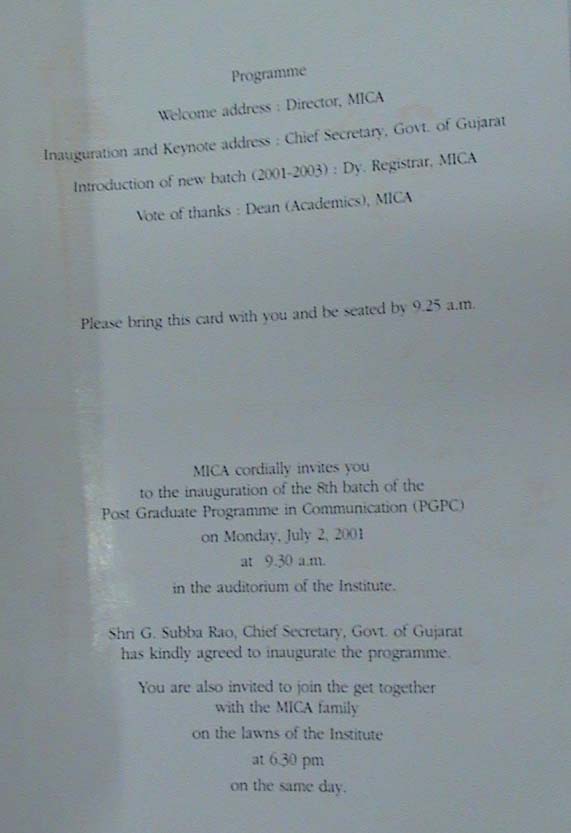 Programme
Welcome address : Director, MICA
Inauguration and Keynote address : Chief Secretary, Govt. of Gujarat
Introduction of new batch (2001-2003) : Dy. Registrar, MICA
Vote of thanks : Dean (Academics), MICA
Please bring this card with you and be seated by 9.25 a.m.
MICA cordially invites you
to the inauguration of the 8th batch of the
Post Graduate Programme in Communication (PGPC)
on Monday, July 2, 2001
at 9.30 a.m.
in the auditorium of the Institute.
Shri G. Subba Rao, Chief Secretary, Govt. of Gujarat
has kindly agreed to inaugurate the programme.
You are also invited to join the get together
with the MICA family
on the lawns of the Institute
at 6.30 pm
on the same day.